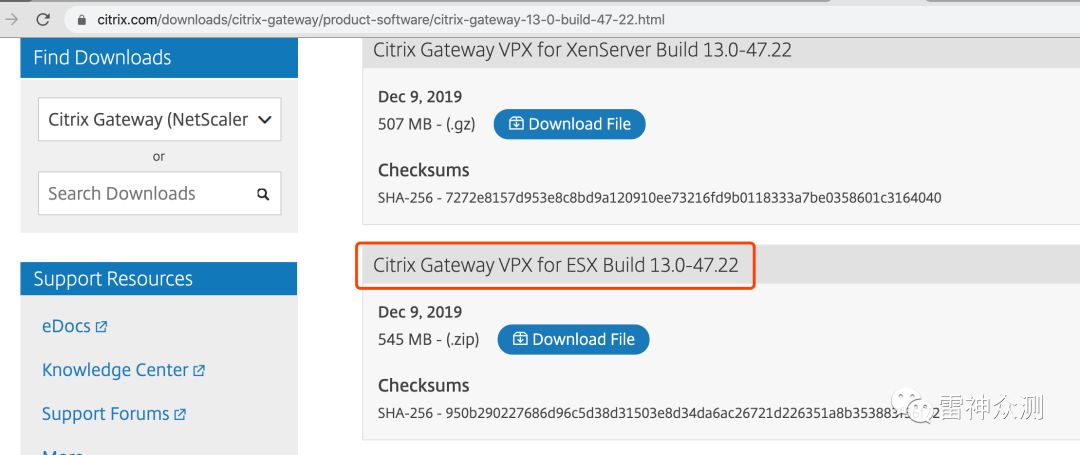 citrix.com/downloads/citrix-gateway/product-software/citrix-gateway-13-0-build-47-22.html
Find Downloads
Citrix Gateway (NetScaler
or
Search Downloads
Support Resources
eDocs
Knowledge Center
Support Forums
More
Citrix Gateway VPX for XenServer Build 13.0-47.22
Dec 9, 2019
507 MB - (.gz)
Download File
Checksums
SHA-256 - 7272e8157d953e8c8bd9a120910ee73216fd9b0118333a7be0358601c3164040
Citrix Gateway VPX for ESX Build 13.0-47.22
Dec 9, 2019
545 MB - (.zip)
Download File
Checksums
SHA-256 -
雷神众测